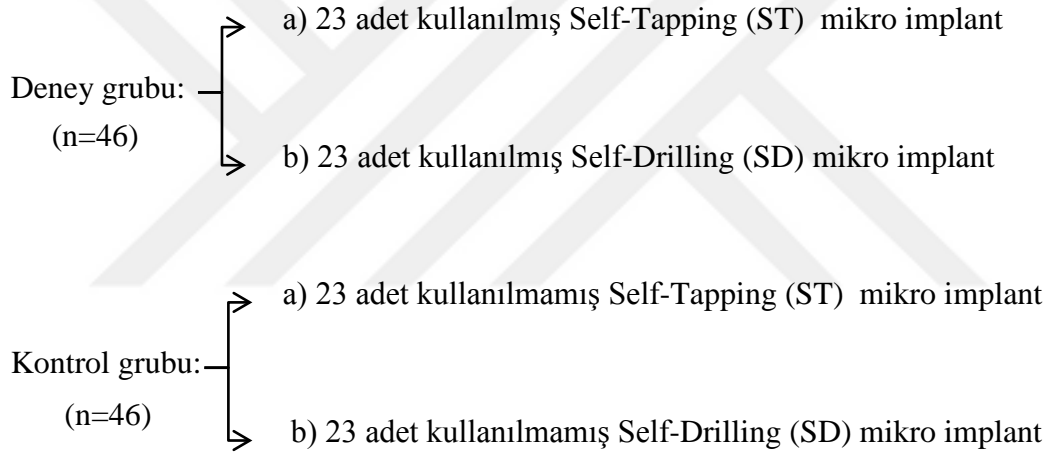 a) 23 adet kullanılmış Self-Tapping (ST) mikro implant
Deney grubu:
(n=46)
b) 23 adet kullanılmış Self-Drilling (SD) mikro implant
a) 23 adet kullanılmamış Self-Tapping (ST) mikro implant
Kontrol grubu:
(n=46)
b) 23 adet kullanılmamış Self-Drilling (SD) mikro implant